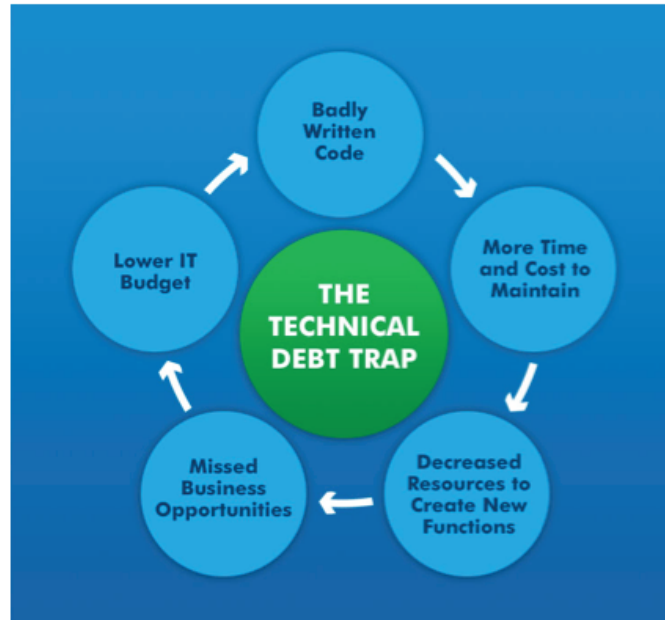 Badly
Written
Code
More Time
and Cost to
Maintain
Decreased
Resources to
Create New
Functions
Missed
Business
Opportunities
Lower IT
Budget
THE
TECHNICAL
DEBT TRAP